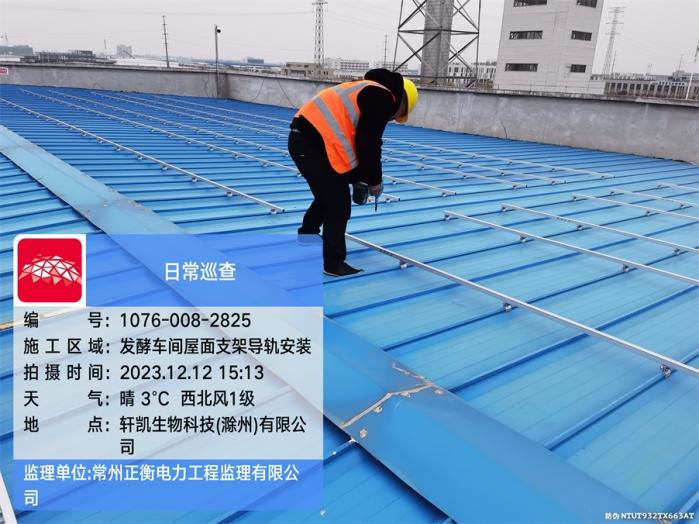 日常巡查
编 号：1076-008-2825
施工区域：发酵车间屋面支架导轨安装
拍摄时间：2023.12.12 15:13
天 气：晴 3℃ 西北风1级
地 点：轩凯生物科技(滁州)有限公
司
监理单位:常州正衡电力工程监理有限公
司
防伪 NTUT932TX663AT